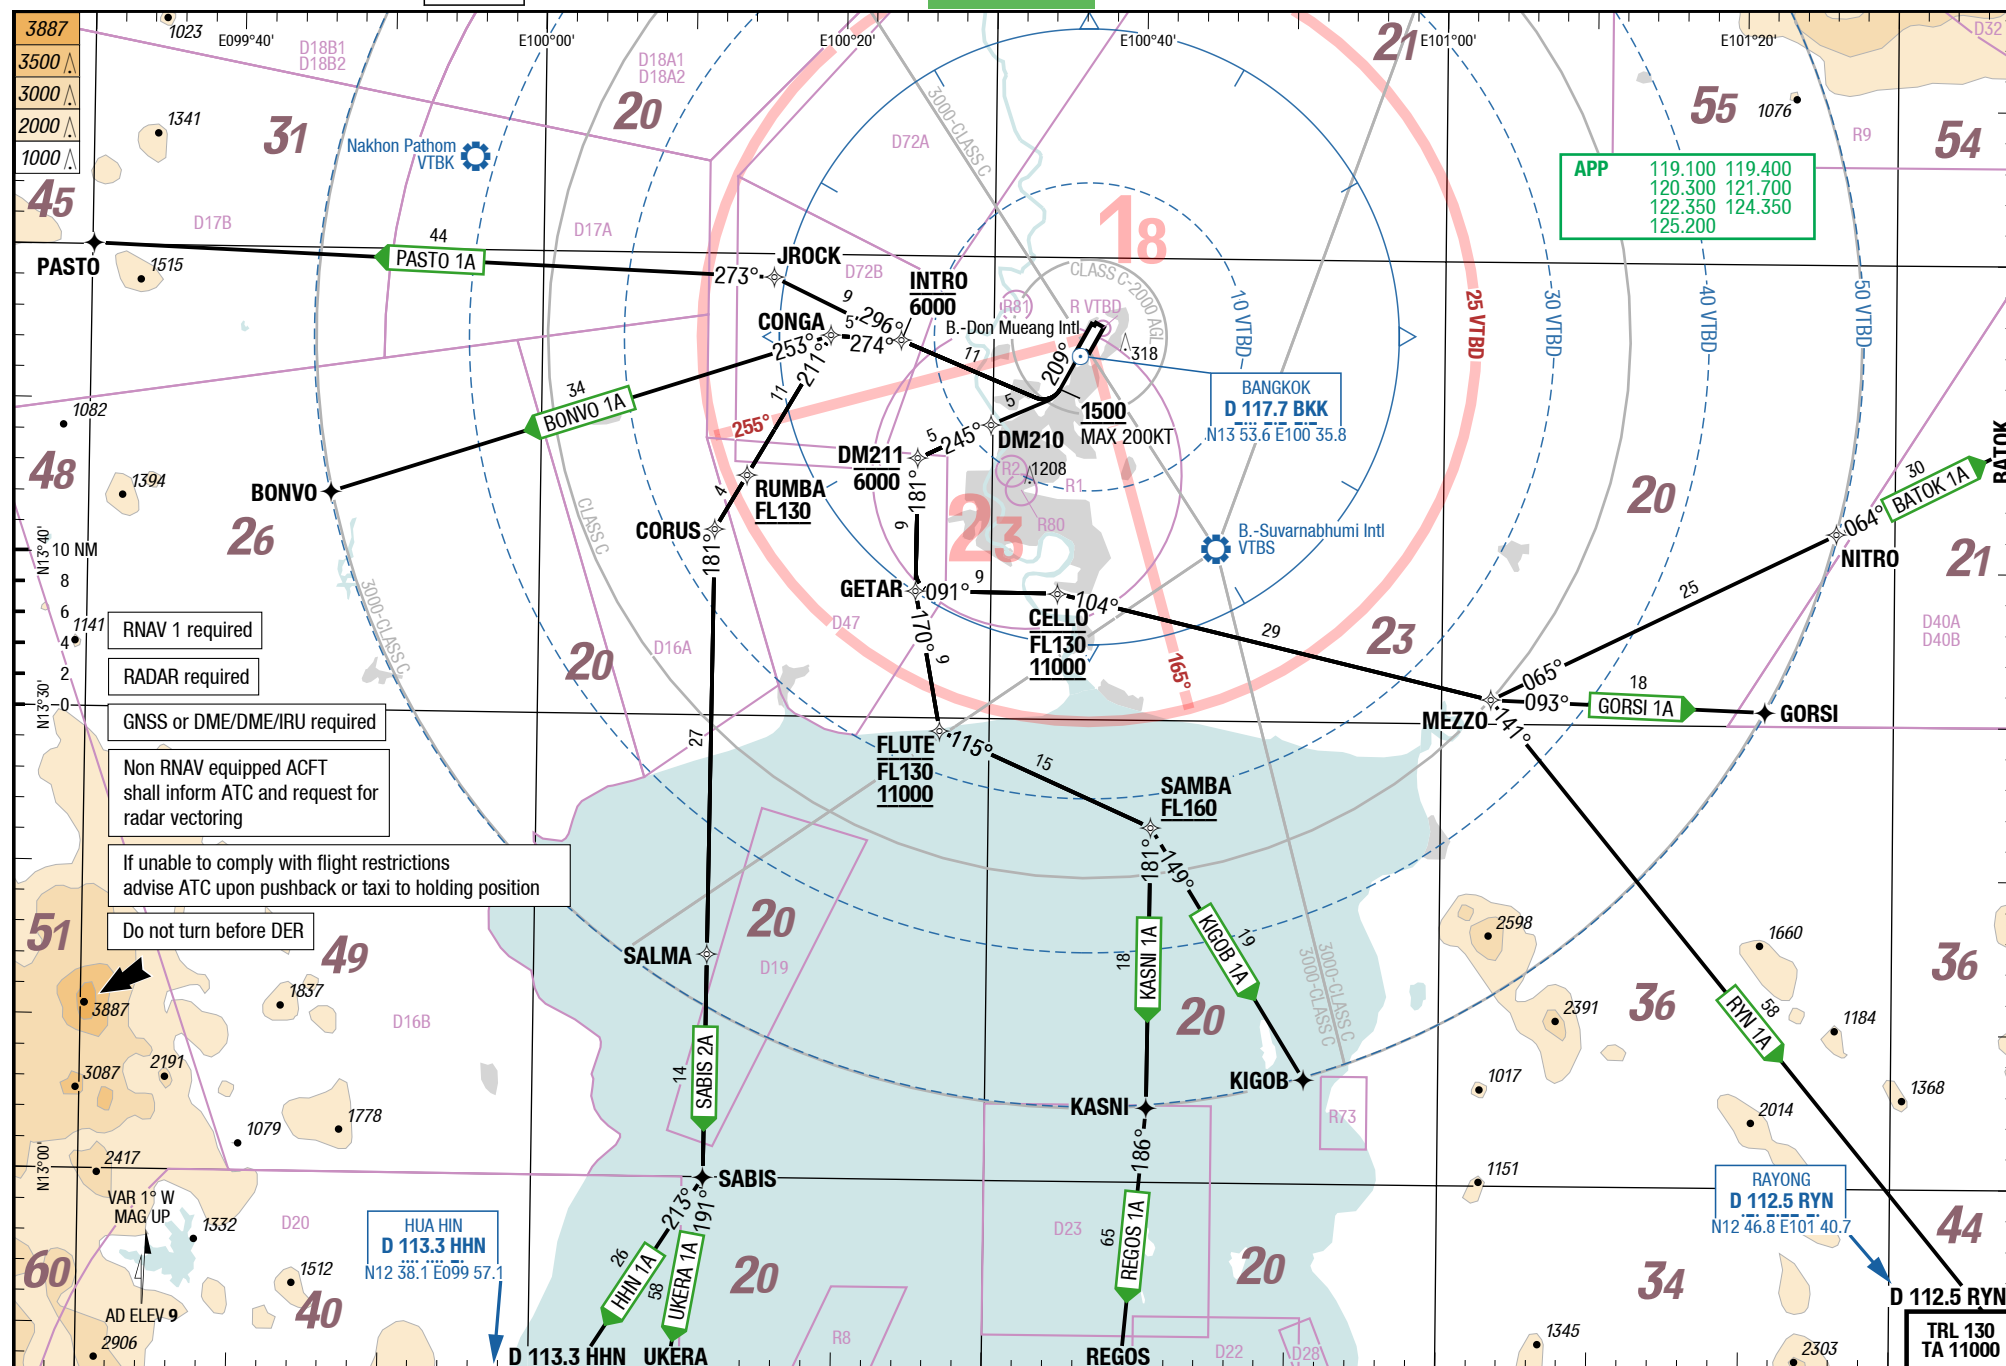 3887
3500
3000
2000
1000
1023
E099°40'
E100°00'
E100°20'
E100°40'
E101°00'
E101°20'
D18B1
D18B2
D18A1
D18A2
D32
1341
31
20
21
55
54
1076
R9
Nakhon Pathom
VTBK
3000-CLASS C
D72A
APP 119.100 119.400
120.300 121.700
122.350 124.350
125.200
45
D17B
D17A
44
PASTO 1A
PASTO
1515
273°
JROCK
D72B
INTRO
6000
18
CLASS C-2000 AGL
R81
R VTBD
B.-Don Mueang Intl
318
10 VTBD
25 VTBD
30 VTBD
40 VTBD
50 VTBD
9
296°
CONGA
5
274°
253°
211°
11
11
209°
34
BONVO 1A
BONVO
1082
48
1394
26
255°
5
1500
MAX 200KT
BANGKOK
D 117.7 BKK
N13 53.6 E100 35.8
DM210
5
245°
DM211
6000
R2
1208
R1
R80
23
181°
9
4
RUMBA
FL130
CORUS
181°
CLASS C
B.-Suvarnabhumi Intl
VTBS
20
BATOK
30
BATOK 1A
064°
NITRO
21
25
N13°40'
10 NM
8
6
4
2
0
N13°30'
1141
3000-CLASS C
GETAR
091°
9
CELLO
FL130
11000
104°
170°
9
D47
D16A
20
29
23
165°
D40A
D40B
065°
093°
18
GORSI 1A
GORSI
MEZZO
141°
RNAV 1 required
RADAR required
GNSS or DME/DME/IRU required
Non RNAV equipped ACFT
shall inform ATC and request for
radar vectoring
If unable to comply with flight restrictions
advise ATC upon pushback or taxi to holding position
Do not turn before DER
27
FLUTE
FL130
11000
115°
15
SAMBA
FL160
181°
149°
KASNI 1A
18
KIGOB 1A
19
3000-CLASS C
3000-CLASS C
51
49
3887
1837
D16B
SALMA
20
D19
20
2598
1660
36
2391
36
1184
58
RYN 1A
3087
2191
14
SABIS 2A
KIGOB
KASNI
R73
1017
1368
2014
1079
1778
N13°00'
2417
SABIS
186°
1151
VAR 1° W
MAG UP
1332
D20
HUA HIN
D 113.3 HHN
N12 38.1 E099 57.1
213°
191°
26
HHN 1A
58
UKERA 1A
D23
65
REGOS 1A
RAYONG
D 112.5 RYN
N12 46.8 E101 40.7
44
60
1512
40
AD ELEV 9
2906
20
20
34
R8
D22
D28
1345
2303
D 113.3 HHN
UKERA
REGOS
D 112.5 RYN
TRL 130
TA 11000